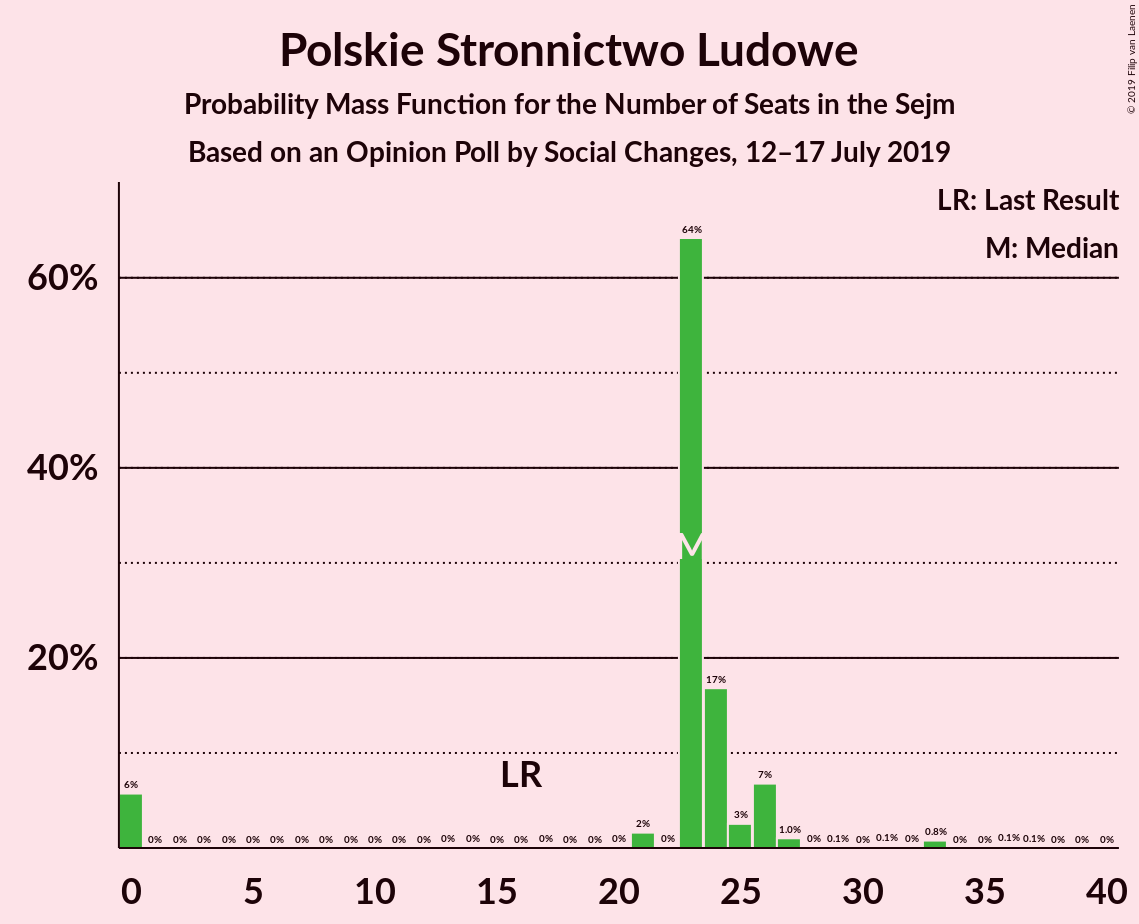 Polskie Stronnictwo Ludowe
Probability Mass Function for the Number of Seats in the Sejm
Based on an Opinion Poll by Social Changes, 12–17 July 2019
© 2019 Filip van Laenen
LR: Last Result
M: Median
60%
40%
20%
6% 0% 0% 0% 0% 0% 0% 0% 0% 0% 0% 0% 0% 0% 0% 0% 0% 0% 0% 0% 0% 2% 0% 64% 17% 3% 7% 1.0% 0% 0.1% 0% 0.1% 0% 0.8% 0% 0% 0.1% 0.1% 0% 0% 0%
LR
M
0 5 10 15 20 25 30 35 40